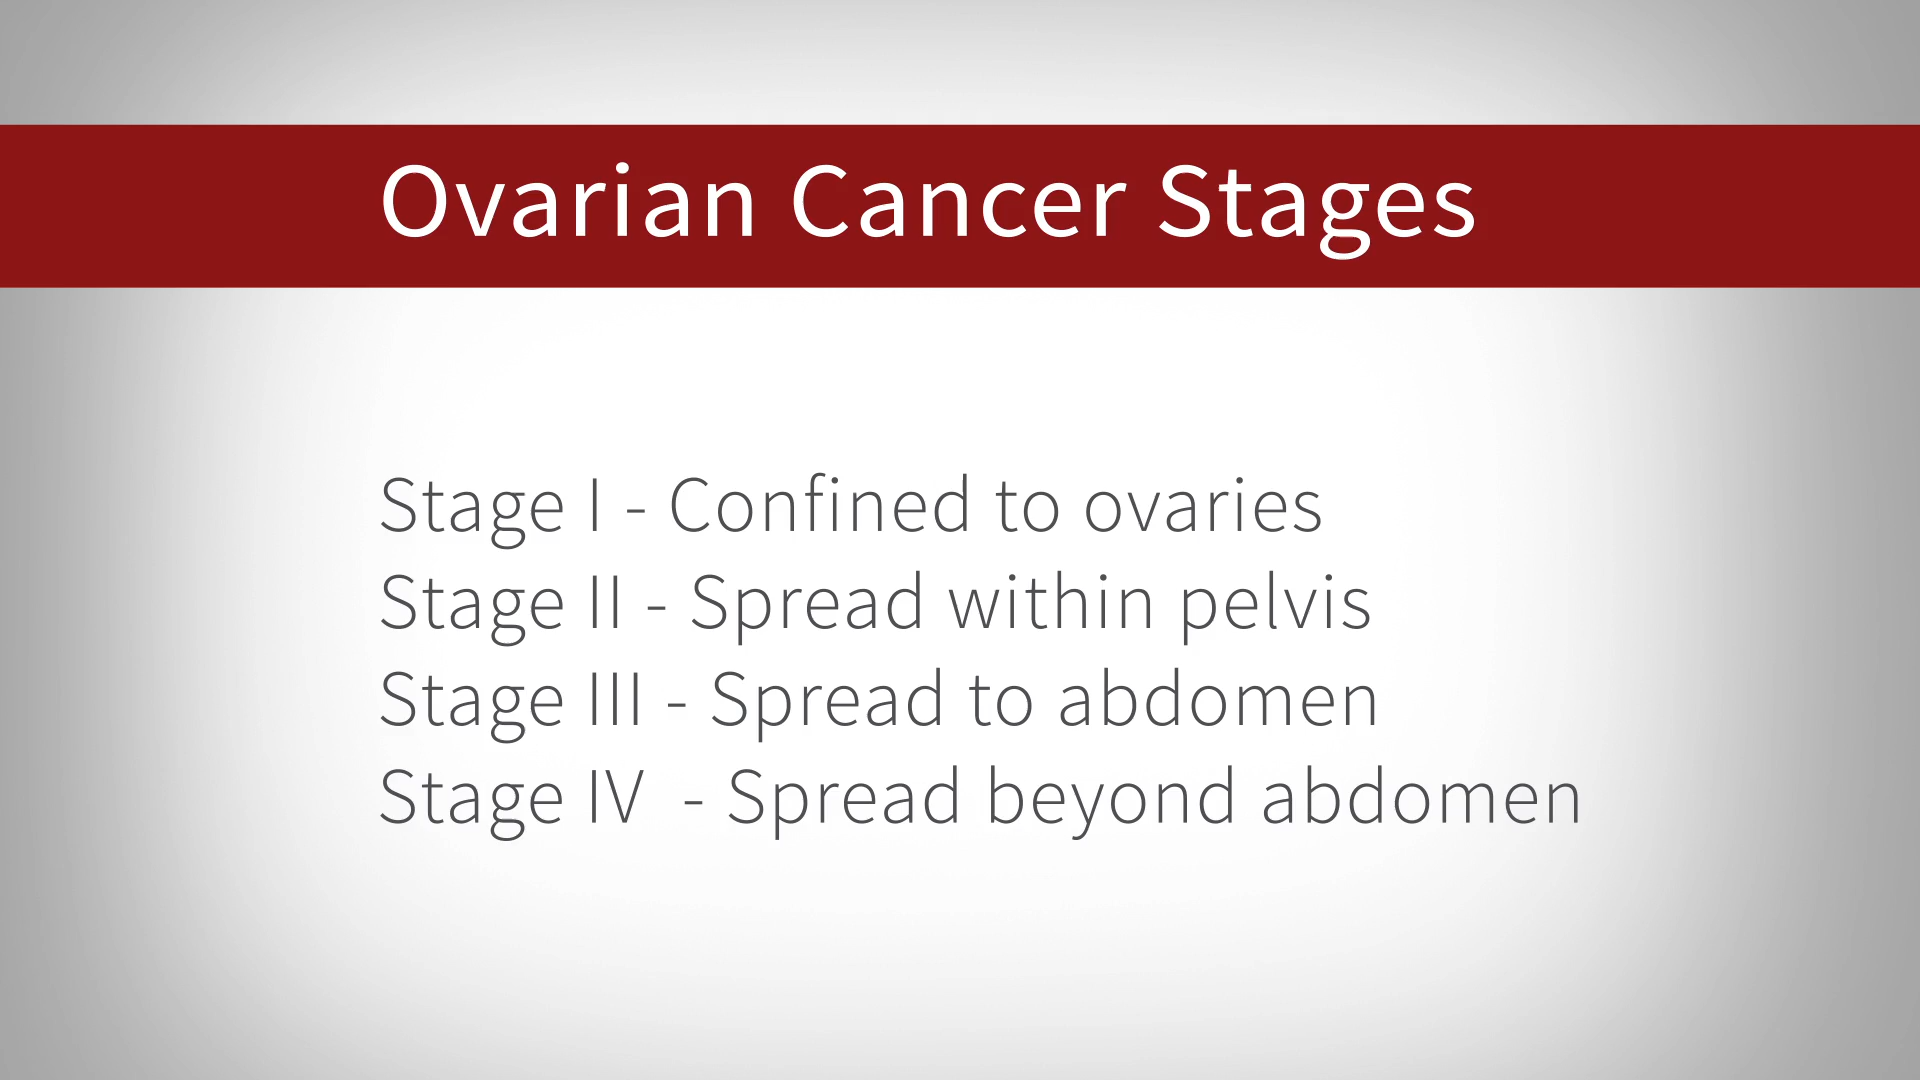 Ovarian Cancer Stages
Stage I - Confined to ovaries
Stage II - Spread within pelvis
Stage III - Spread to abdomen
Stage IV  - Spread beyond abdomen